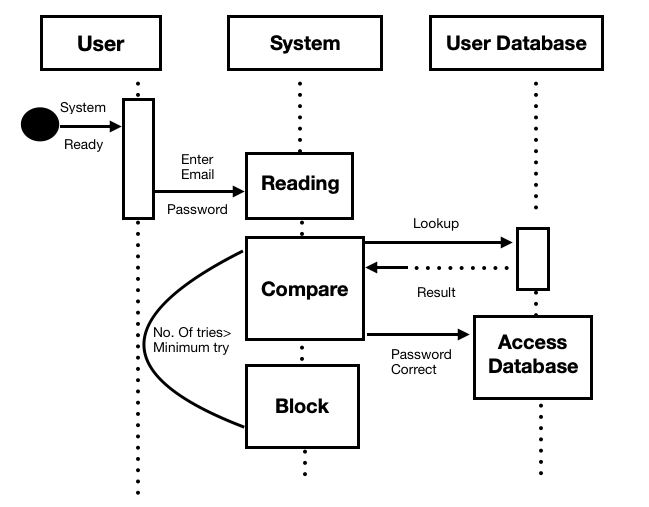 User
System
User Database
System
Ready
Enter
Email
Password
Reading
Lookup
Compare
Result
No. Of tries>
Minimum try
Password
Correct
Access
Database
Block